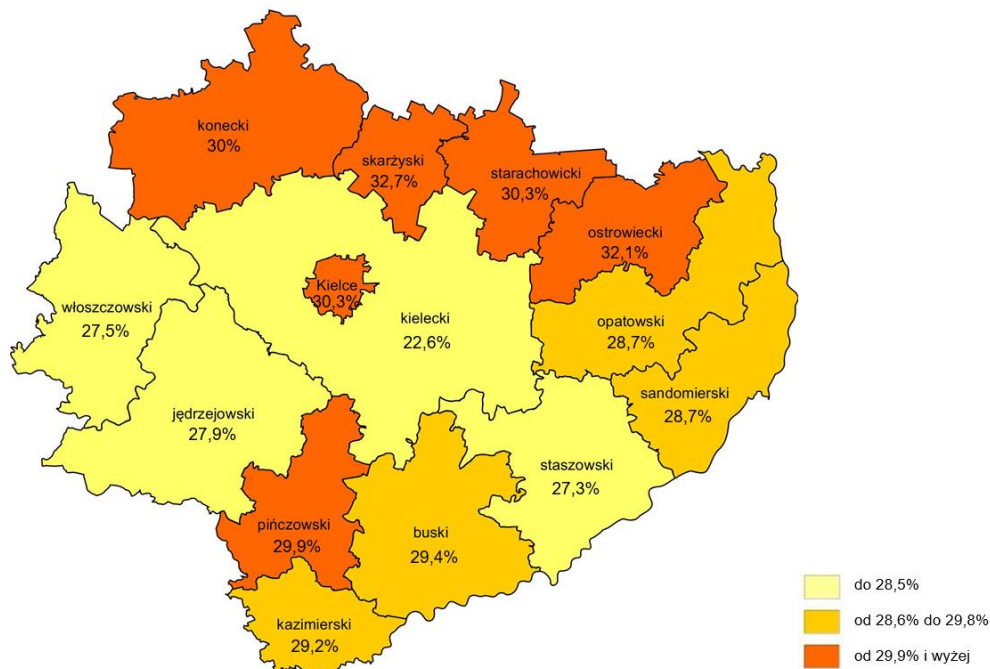 konecki
30%
skarżyski
32,7%
starachowicki
30,3%
ostrowiecki
32,1%
włoszczowski
27,5%
Kielce
30,3%
kielecki
22,6%
opatowski
28,7%
sandomierski
28,7%
jędrzejowski
27,9%
staszowski
27,3%
pińczowski
29,9%
buski
29,4%
kazimierski
29,2%
do 28,5%
od 28,6% do 29,8%
od 29,9% i wyżej